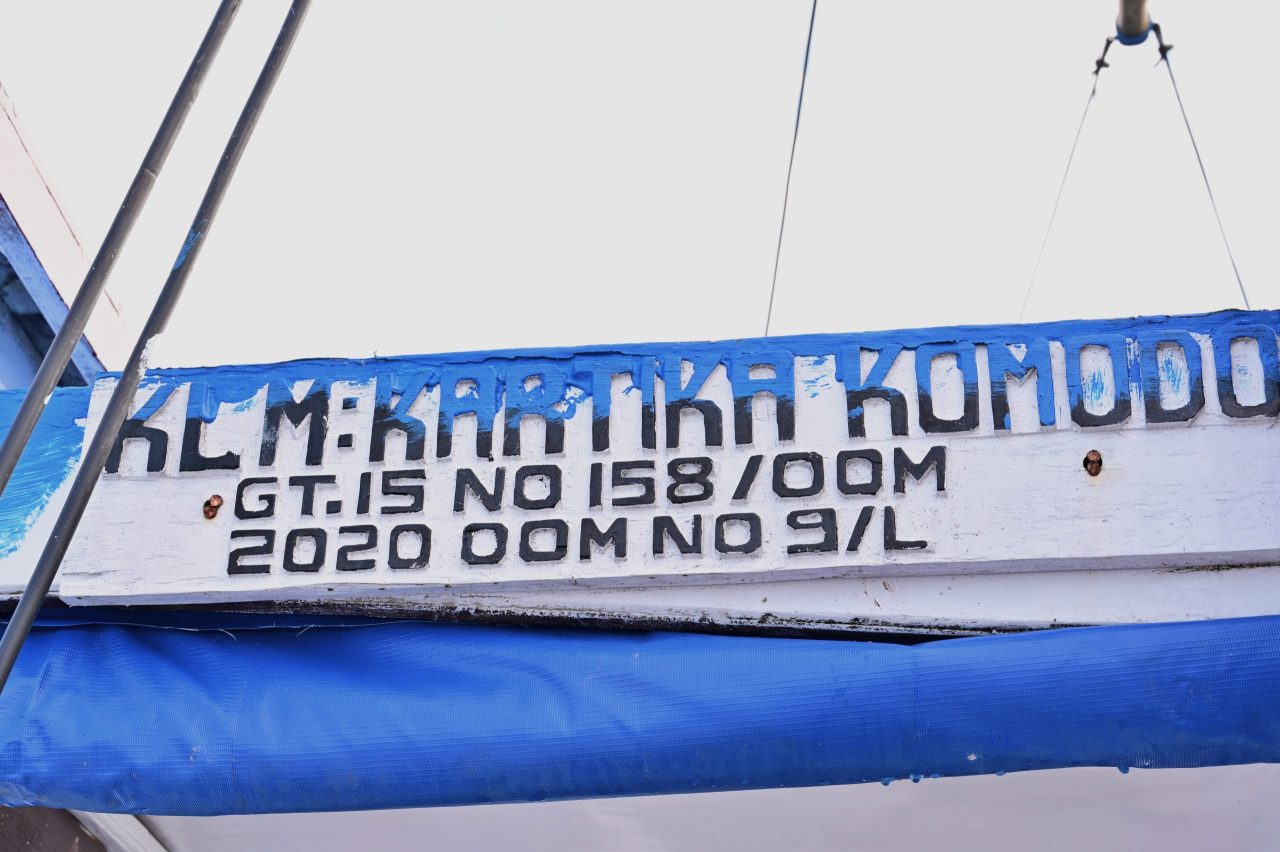 KLM:KARTIKA KOMODO
GT.15 NO 158/OOM
2020 OOM NO 9/L